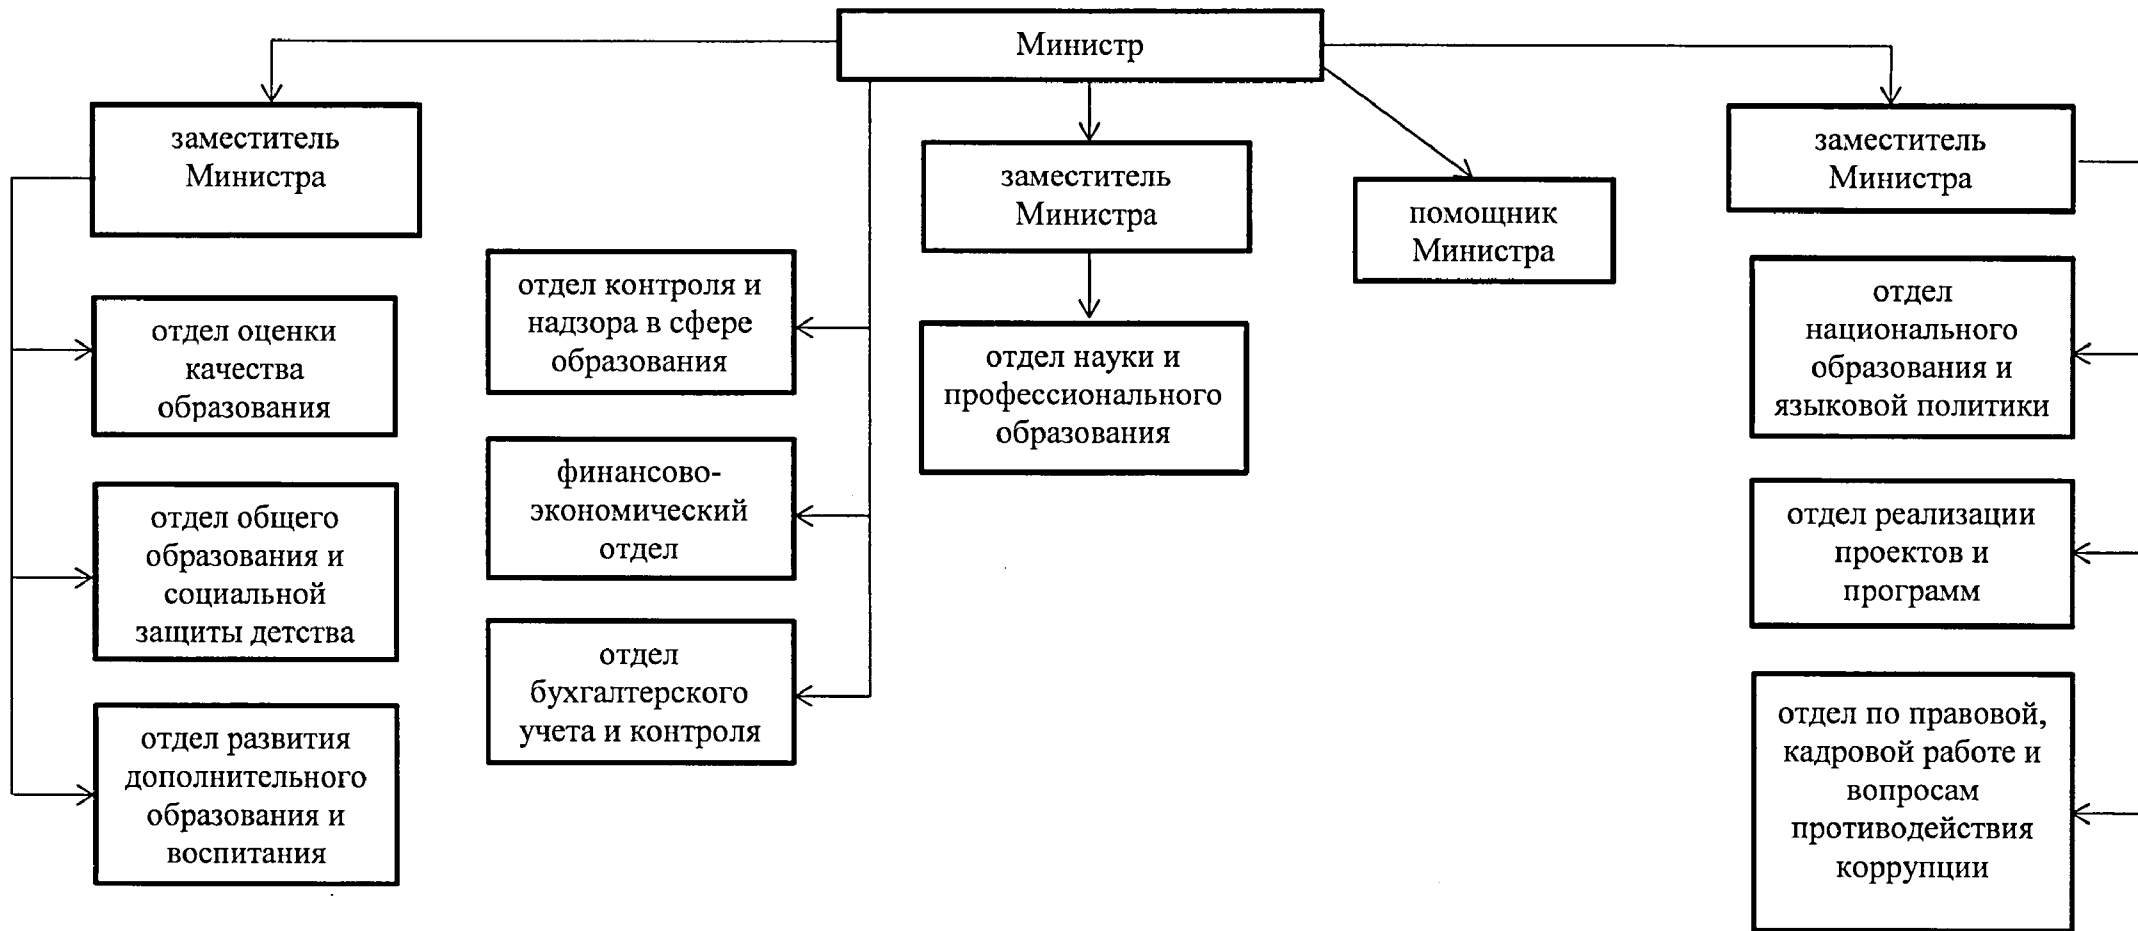 Министр
заместитель
Министра
отдел оценки
качества
образования
отдел общего
образования и
социальной
защиты детства
отдел развития
дополнительного
образования и
воспитания
отдел контроля и
надзора в сфере
образования
финансово-
экономический
отдел
отдел
бухгалтерского
учета и контроля
заместитель
Министра
отдел науки и
профессионального
образования
помощник
Министра
заместитель
Министра
отдел
национального
образования и
языковой политики
отдел реализации
проектов и
программ
отдел по правовой,
кадровой работе и
вопросам
противодействия
коррупции